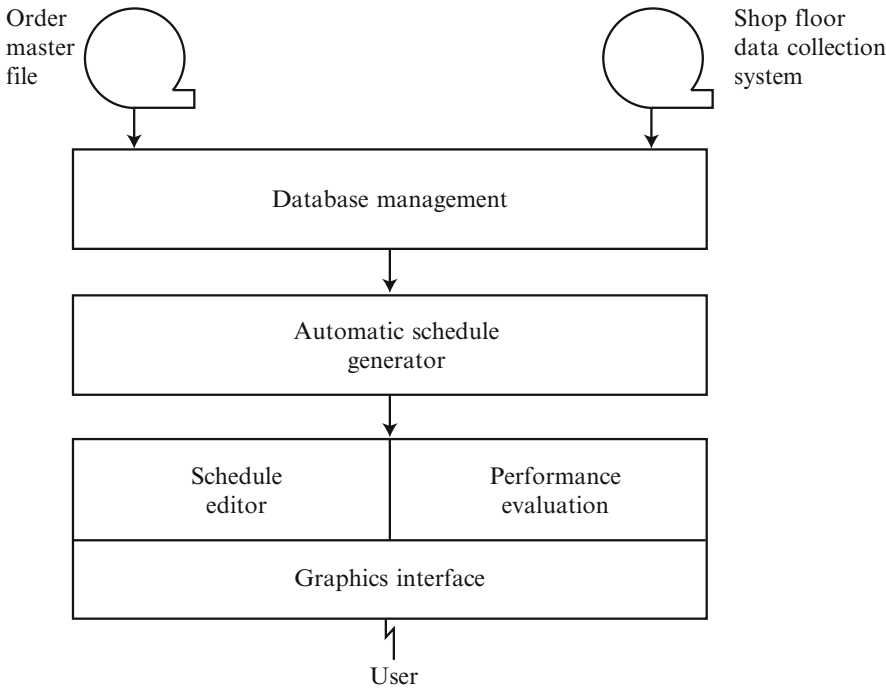 Order
master
file
Shop floor
data collection
system
Database management
Automatic schedule
generator
Schedule
editor
Performance
evaluation
Graphics interface
User